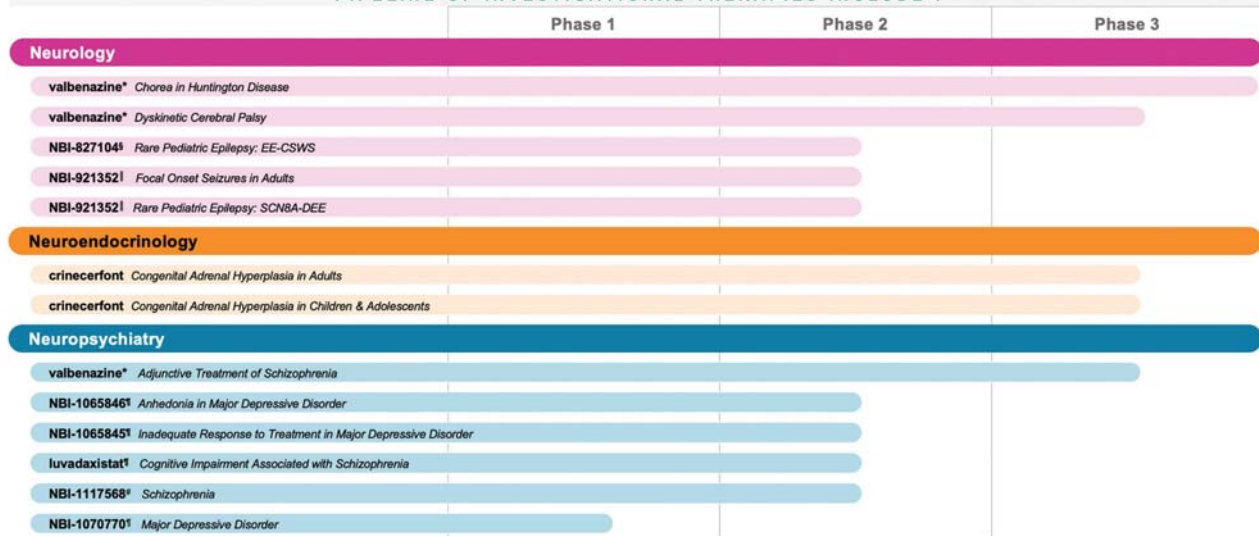 Phase 1 Phase 2 Phase 3
Neurology
valbenazine* Chorea in Huntington Disease
valbenazine* Dyskinetic Cerebral Palsy
NBI-827104§ Rare Pediatric Epilepsy: EE-CSWS
NBI-921352‖ Focal Onset Seizures in Adults
NBI-921352‖ Rare Pediatric Epilepsy: SCN8A-DEE
Neuroendocrinology
crinecerfont Congenital Adrenal Hyperplasia in Adults
crinecerfont Congenital Adrenal Hyperplasia in Children & Adolescents
Neuropsychiatry
valbenazine* Adjunctive Treatment of Schizophrenia
NBI-1065846¶ Anhedonia in Major Depressive Disorder
NBI-1065845¶ Inadequate Response to Treatment in Major Depressive Disorder
luvadaxistat¶ Cognitive Impairment Associated with Schizophrenia
NBI-1117568# Schizophrenia
NBI-1070770¶ Major Depressive Disorder